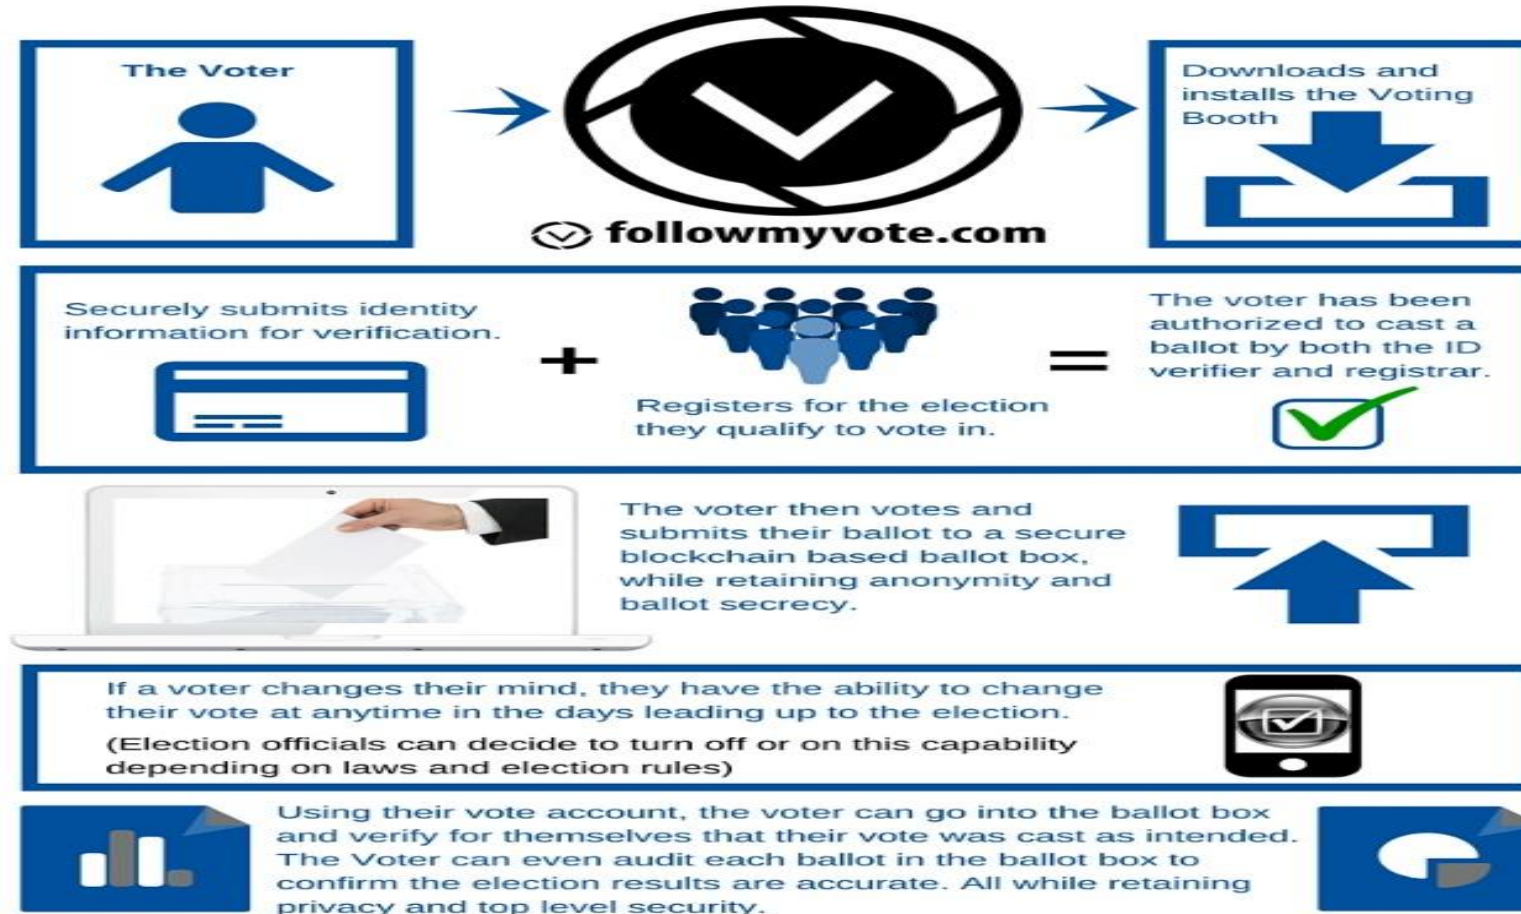 The Voter
followmyvote.com
Downloads and
installs the Voting
Booth
Securely submits identity
information for verification.
+
Registers for the election
they qualify to vote in.
=
The voter has been
authorized to cast a
ballot by both the ID
verifier and registrar.
The voter then votes and
submits their ballot to a secure
blockchain based ballot box,
while retaining anonymity and
ballot secrecy.
If a voter changes their mind, they have the ability to change
their vote at anytime in the days leading up to the election.
(Election officials can decide to turn off or on this capability
depending on laws and election rules)
Using their vote account, the voter can go into the ballot box
and verify for themselves that their vote was cast as intended.
The Voter can even audit each ballot in the ballot box to
confirm the election results are accurate. All while retaining
privacy and top level security.